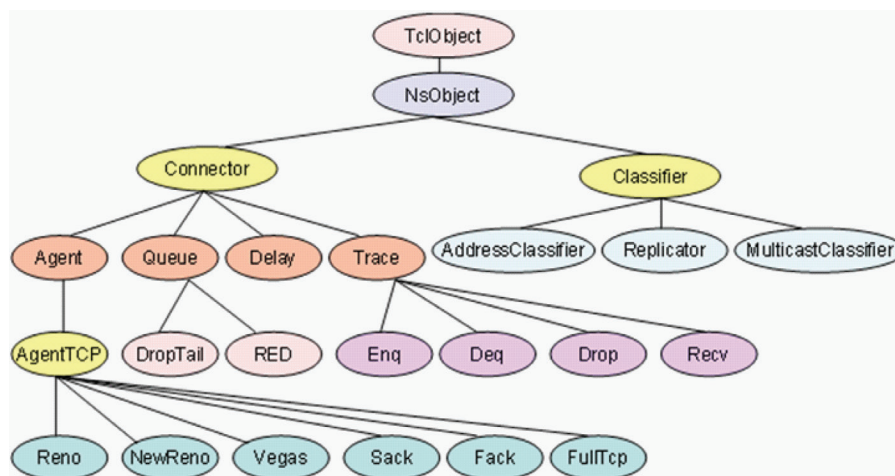 TclObject
NsObject
Connector
Classifier
Agent
Queue
Delay
Trace
AddressClassifier
Replicator
MulticastClassifier
AgentTCP
DropTail
RED
Enq
Deq
Drop
Recv
Reno
NewReno
Vegas
Sack
Fack
FullTcp